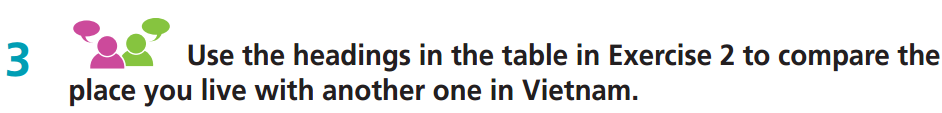 3 Use the headings in the table in Exercise 2 to compare the
place you live with another one in Vietnam.